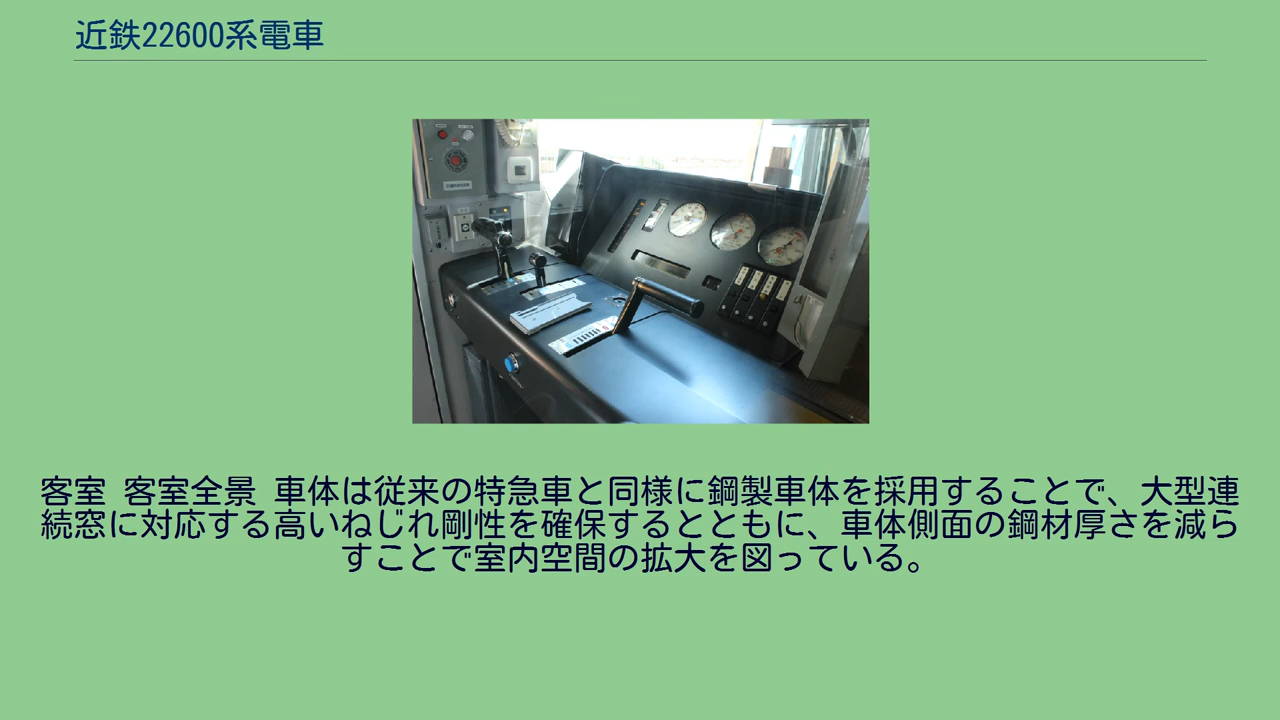 近鉄22600系電車
客室 客室全景 車体は従来の特急車と同様に鋼製車体を採用することで、大型連
続窓に対応する高いねじれ剛性を確保するとともに、車体側面の鋼材厚さを減ら
すことで室内空間の拡大を図っている。